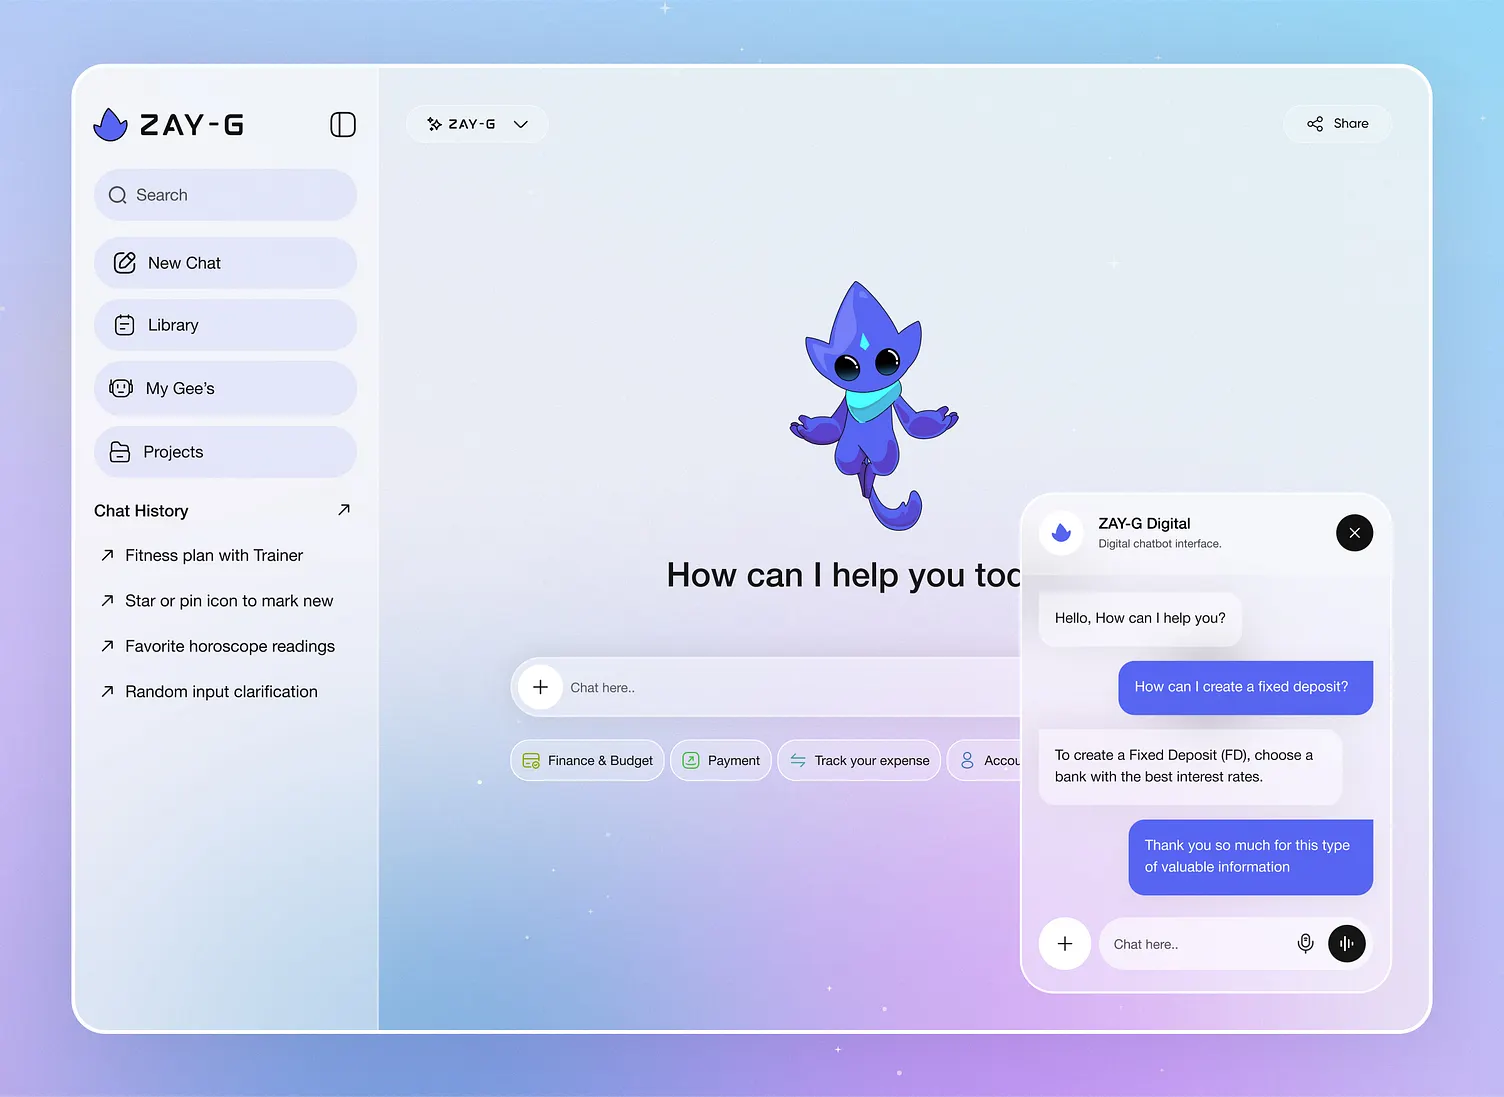 ZAY-G
Search
New Chat
Library
My Gee's
Projects
Chat History
Fitness plan with Trainer
Star or pin icon to mark new
Favorite horoscope readings
Random input clarification
ZAY-G
Share
How can I help you
Chat here..
Finance & Budget
Payment
Track your expense
ZAY-G Digital
Digital chatbot interface.
Hello, How can I help you?
How can I create a fixed deposit?
To create a Fixed Deposit (FD), choose a
bank with the best interest rates.
Thank you so much for this type
of valuable information
Chat here..